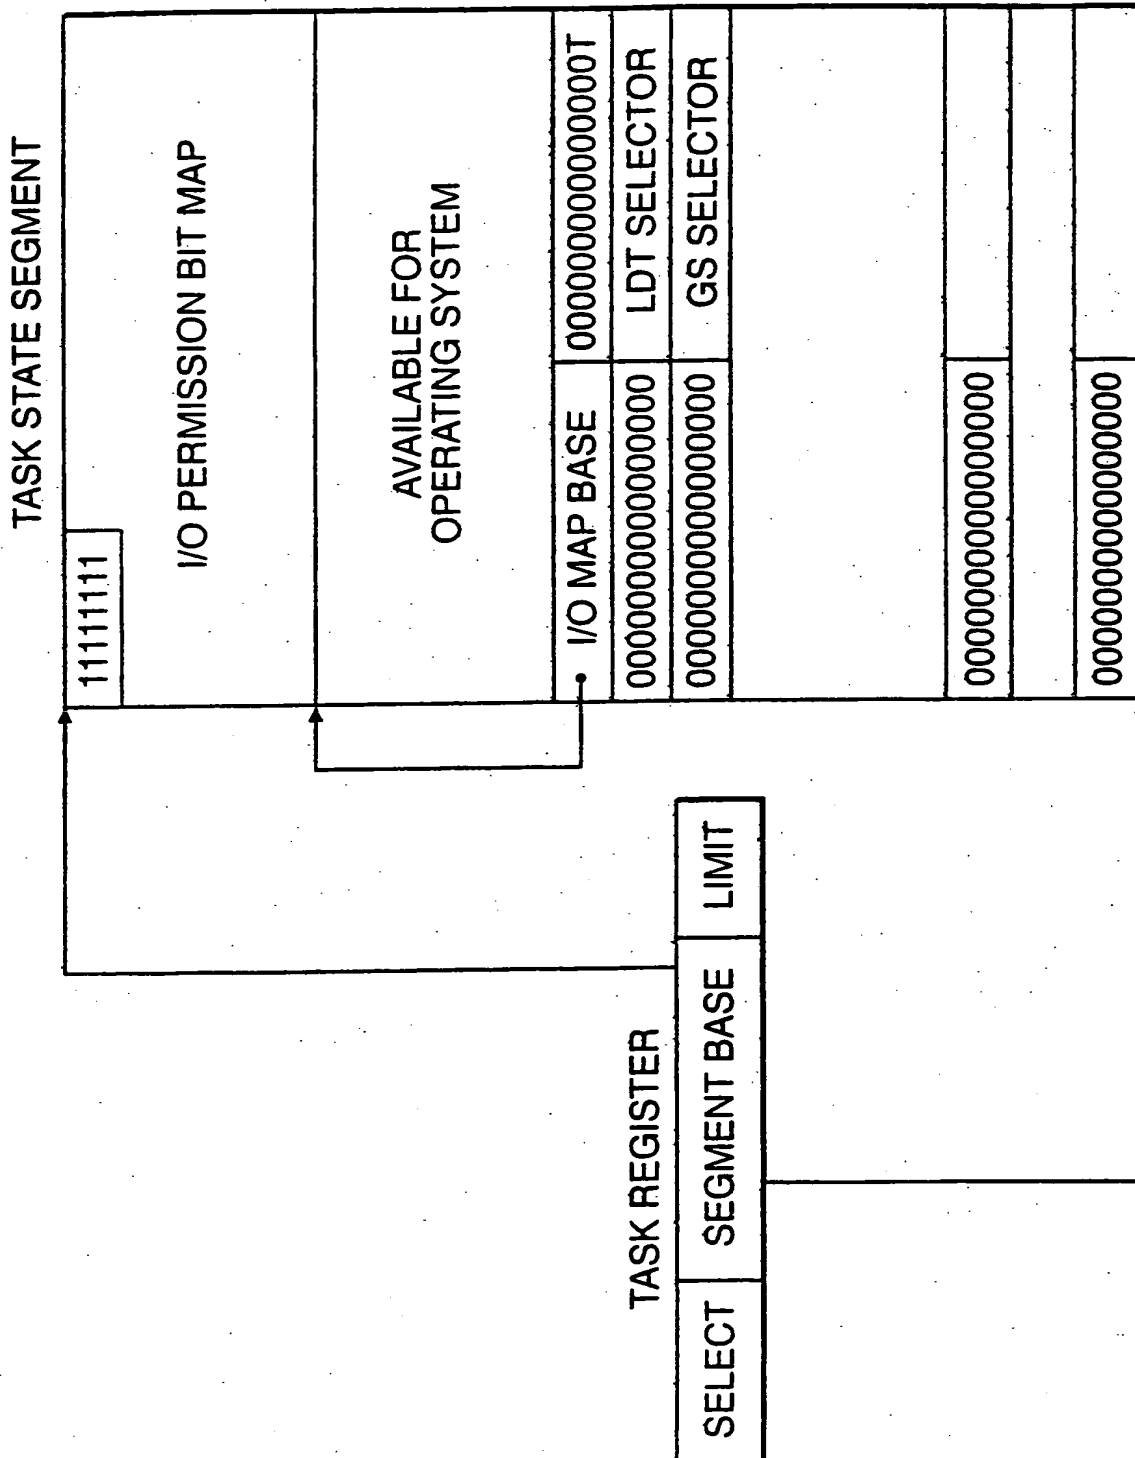 TASK STATE SEGMENT
11111111
I/O PERMISSION BIT MAP
AVAILABLE FOR
OPERATING SYSTEM
I/O MAP BASE
000000000000000T
0000000000000000
LDT SELECTOR
0000000000000000
GS SELECTOR
TASK REGISTER
SELECT
SEGMENT BASE
LIMIT
0000000000000000
0000000000000000